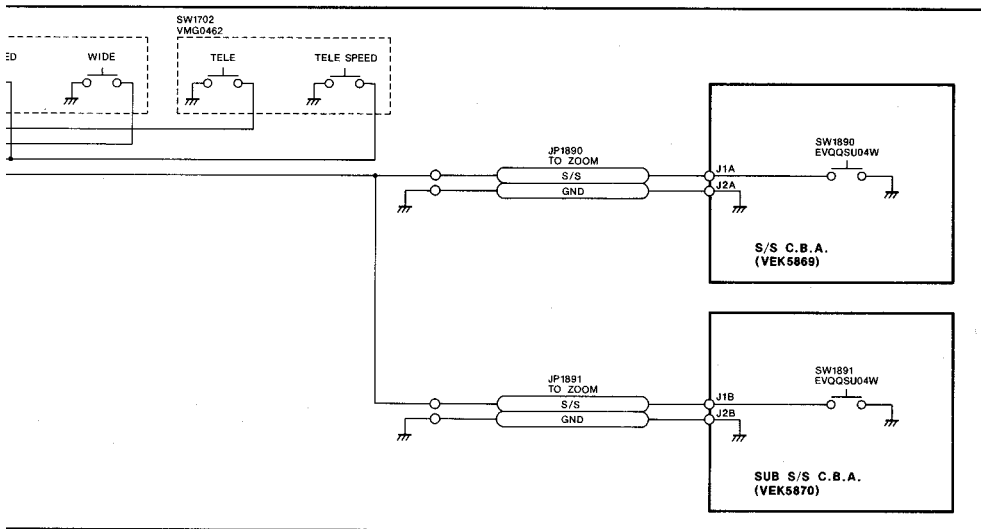 SW1702
VMG0462
ED
WIDE
TELE
TELE SPEED
JP1890
TO ZOOM
S/S
GND
J1A
J2A
SW1890
EVQQSU04W
S/S C.B.A.
(VEK5869)
JP1891
TO ZOOM
S/S
GND
J1B
J2B
SW1891
EVQQSU04W
SUB S/S C.B.A.
(VEK5870)